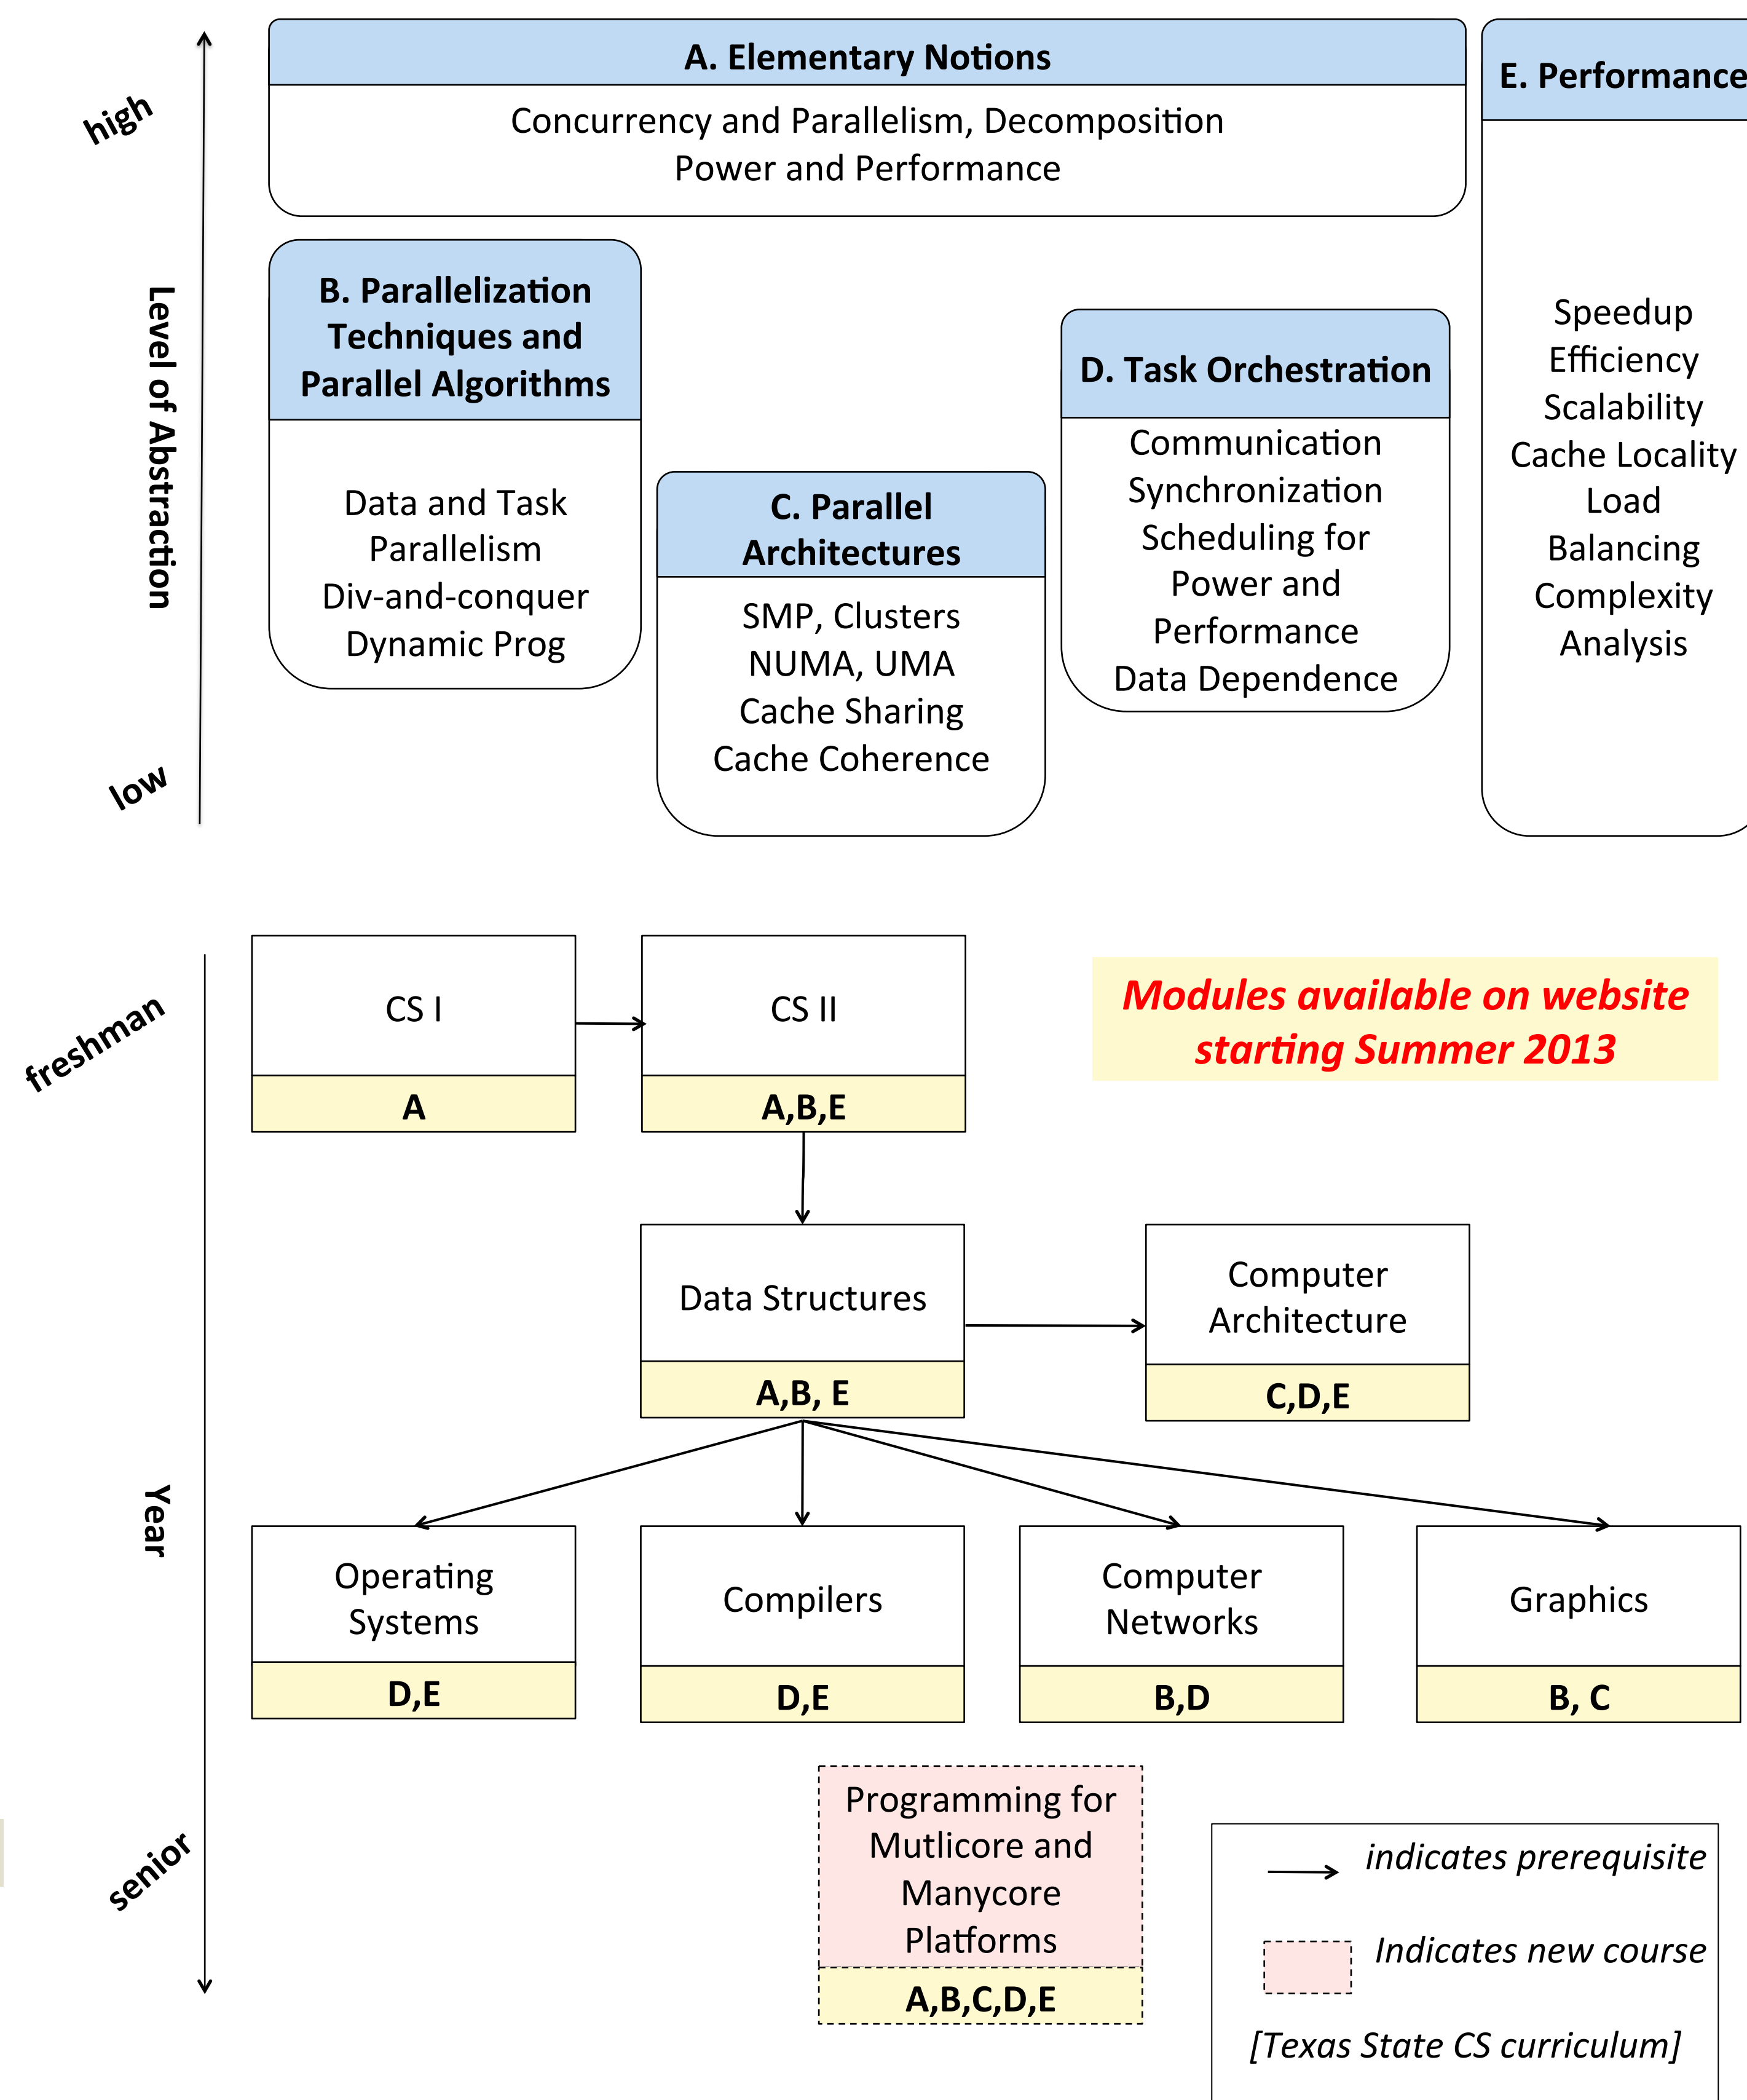 high
Level of Abstraction
low
A. Elementary Notions
Concurrency and Parallelism, Decomposition
Power and Performance
B. Parallelization
Techniques and
Parallel Algorithms
Data and Task
Parallelism
Div-and-conquer
Dynamic Prog
C. Parallel
Architectures
SMP, Clusters
NUMA, UMA
Cache Sharing
Cache Coherence
D. Task Orchestration
Communication
Synchronization
Scheduling for
Power and
Performance
Data Dependence
E. Performance
Speedup
Efficiency
Scalability
Cache Locality
Load
Balancing
Complexity
Analysis
freshman
Year
senior
CS I
A
CS II
A,B,E
Modules available on website
starting Summer 2013
Data Structures
A,B, E
Computer
Architecture
C,D,E
Operating
Systems
D,E
Compilers
D,E
Computer
Networks
B,D
Graphics
B, C
Programming for
Mutlicore and
Manycore
Platforms
A,B,C,D,E
indicates prerequisite
Indicates new course
[Texas State CS curriculum]